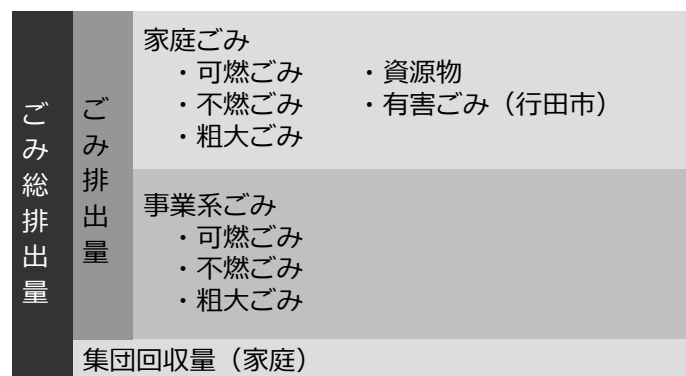 ごみ総排出量
ごみ排出量
家庭ごみ
・可燃ごみ ・資源物
・不燃ごみ ・有害ごみ（行田市）
・粗大ごみ
事業系ごみ
・可燃ごみ
・不燃ごみ
・粗大ごみ
集団回収量（家庭）